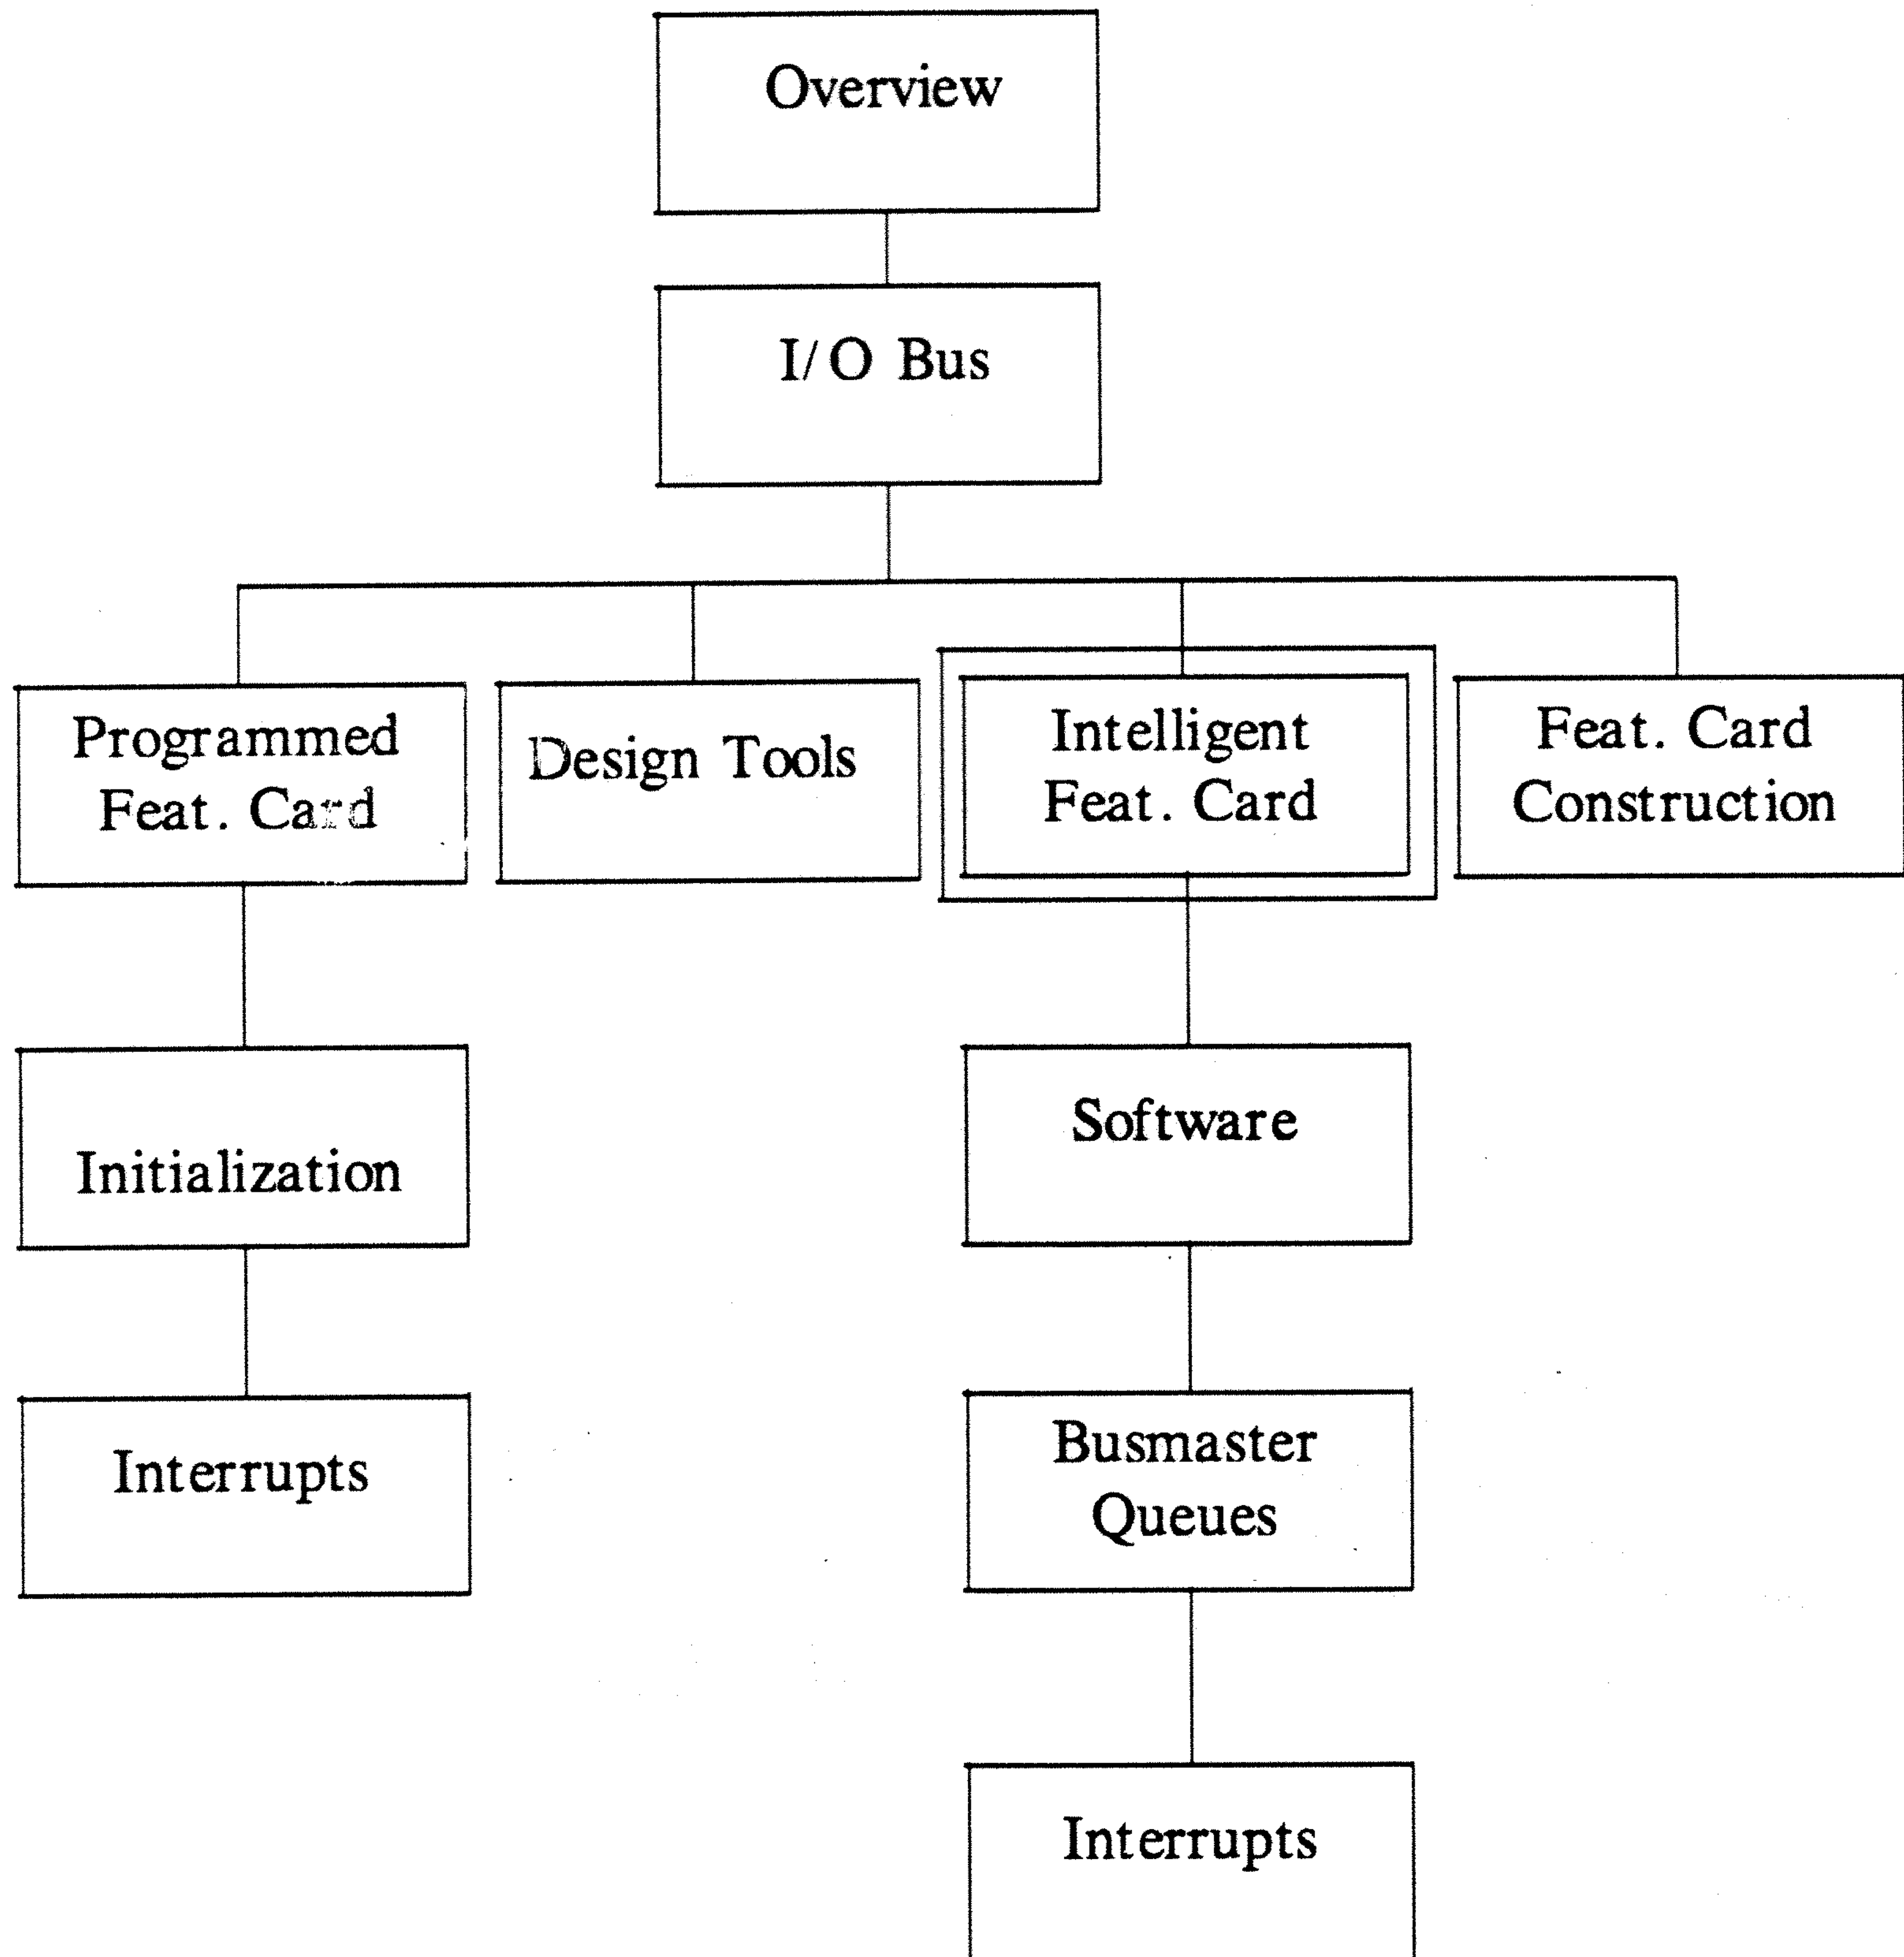 Overview
I/O Bus
Programmed
Feat. Card
Design Tools
Intelligent
Feat. Card
Feat. Card
Construction
Initialization
Software
Interrupts
Busmaster
Queues
Interrupts